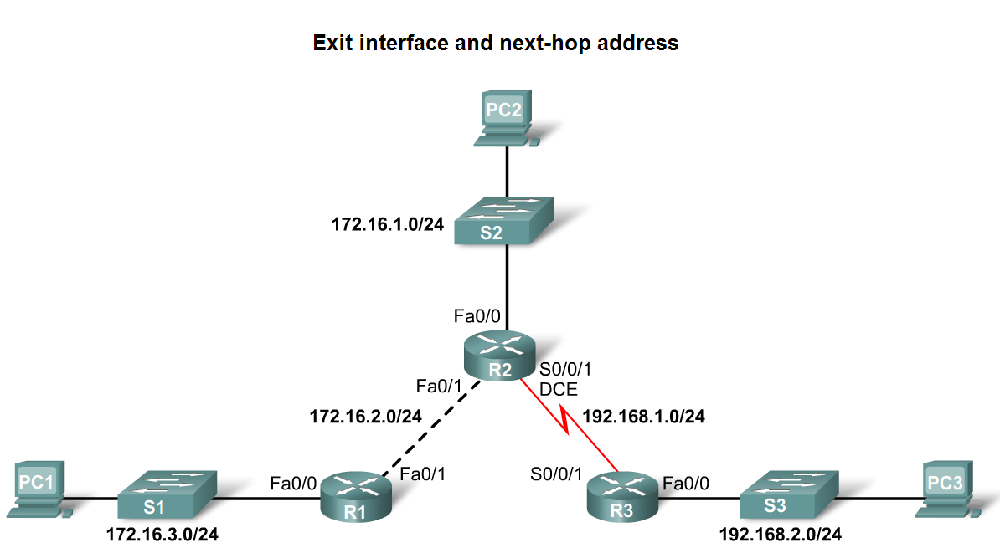 Exit interface and next-hop address
PC2
172.16.1.0/24
S2
Fa0/0
R2
S0/0/1
DCE
Fa0/1
172.16.2.0/24
192.168.1.0/24
PC1
S1
172.16.3.0/24
Fa0/0
R1
Fa0/1
S0/0/1
R3
Fa0/0
S3
192.168.2.0/24
PC3